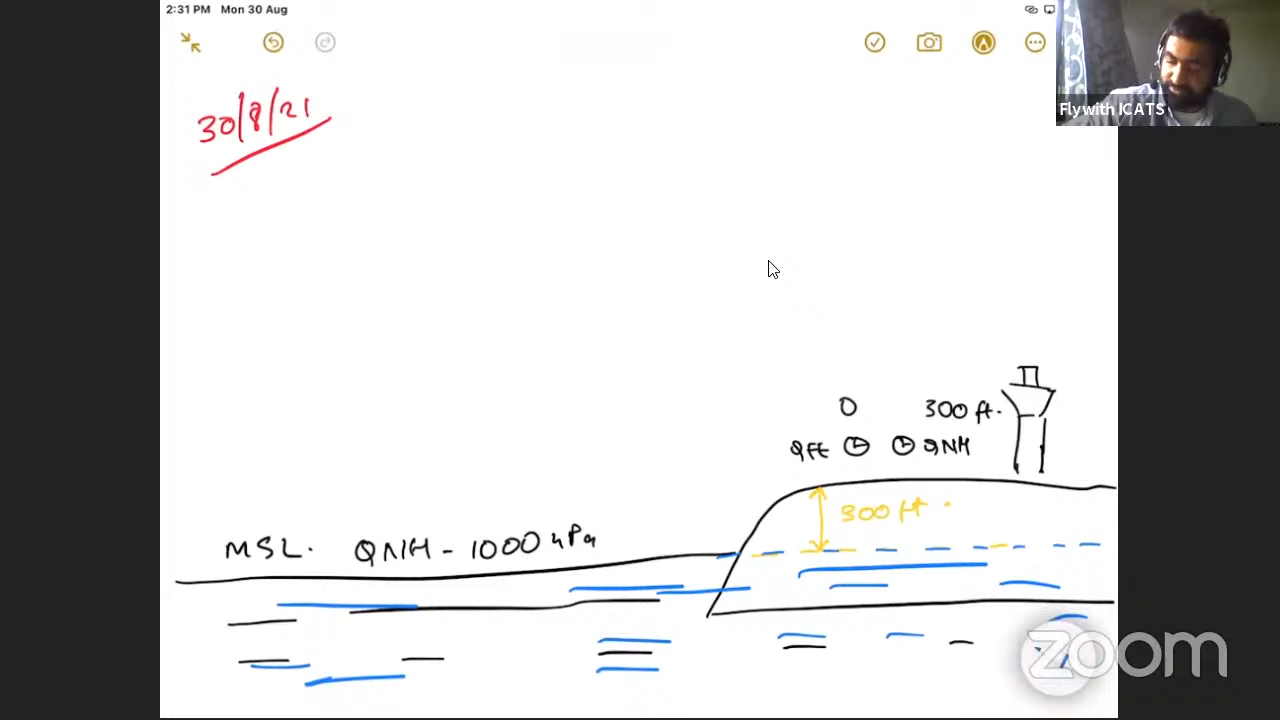 2:31 PM Mon 30 Aug
Flywith ICATS
30/8/21
0 300 ft.
QFE QNH
300 ft.
MSL. QNH - 1000 hPa
zoom